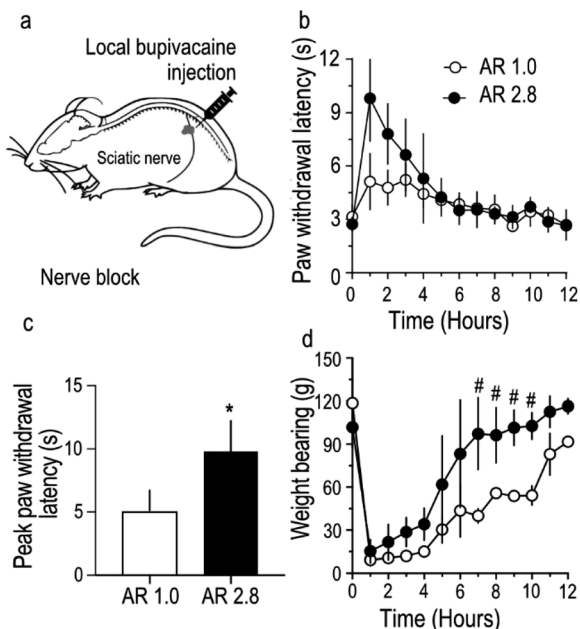 a
Local bupivacaine
injection
Sciatic nerve
Nerve block
b
Paw withdrawal latency (s)
12
9
6
3
0
AR 1.0
AR 2.8
0 2 4 6 8 10 12
Time (Hours)
c
Peak paw withdrawal
latency (s)
15
10
5
0
*
AR 1.0 AR 2.8
d
Weight bearing (g)
150
120
90
60
30
0
# # # #
0 2 4 6 8 10 12
Time (Hours)